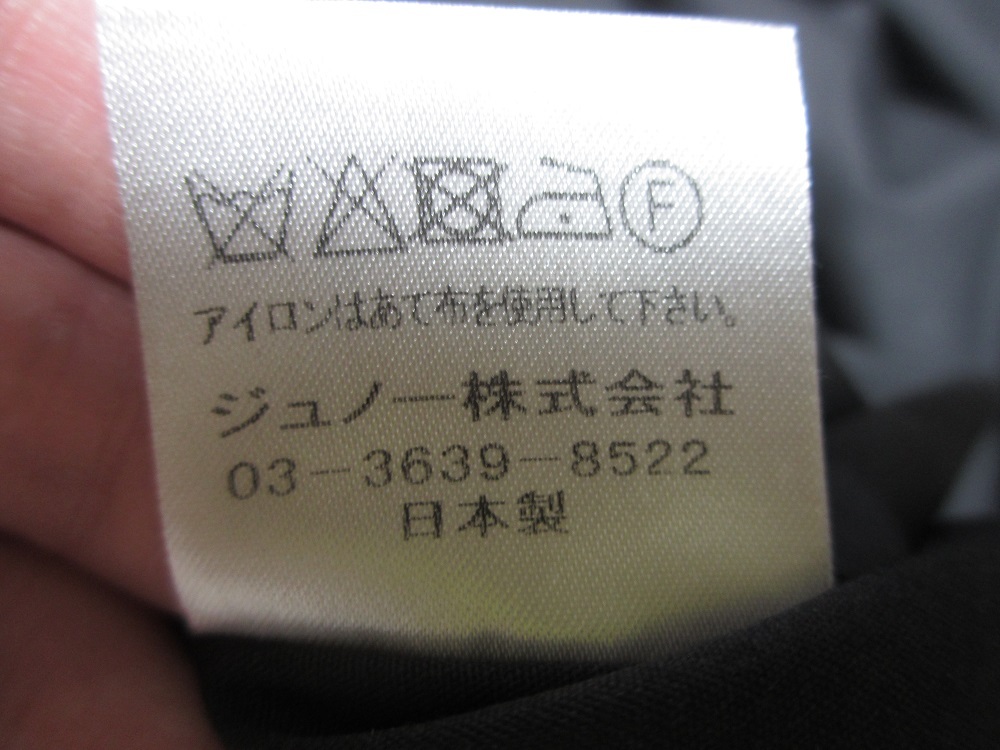 F
アイロンはあて布を使用して下さい。
ジュノー株式会社
03-3639-8522
日本製